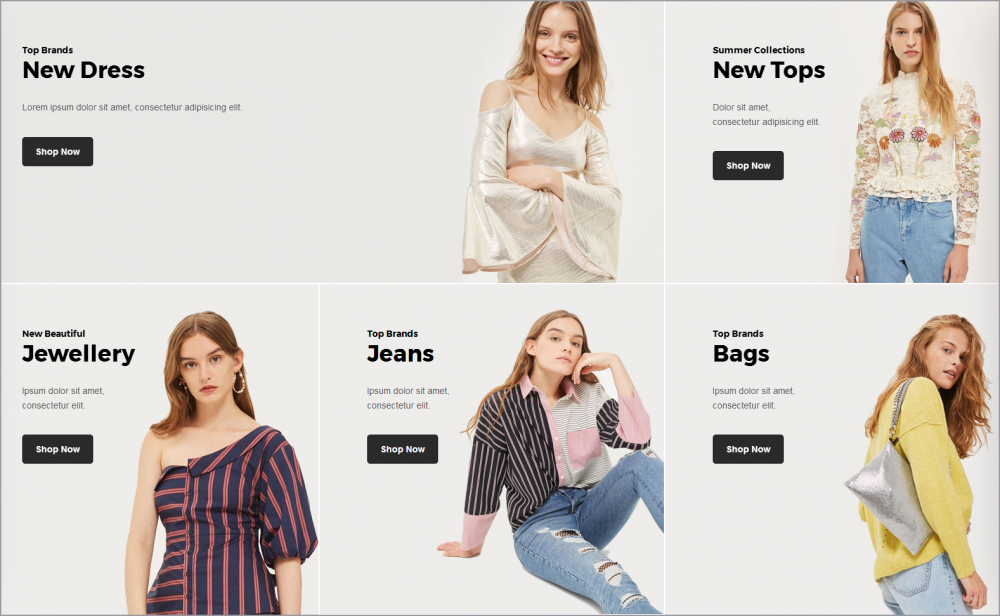 Top Brands
New Dress
Lorem ipsum dolor sit amet, consectetur adipisicing elit.
Shop Now
Summer Collections
New Tops
Dolor sit amet,
consectetur adipisicing elit.
Shop Now
New Beautiful
Jewellery
Ipsum dolor sit amet,
consectetur elit.
Shop Now
Top Brands
Jeans
Ipsum dolor sit amet,
consectetur elit.
Shop Now
Top Brands
Bags
Ipsum dolor sit amet,
consectetur elit.
Shop Now